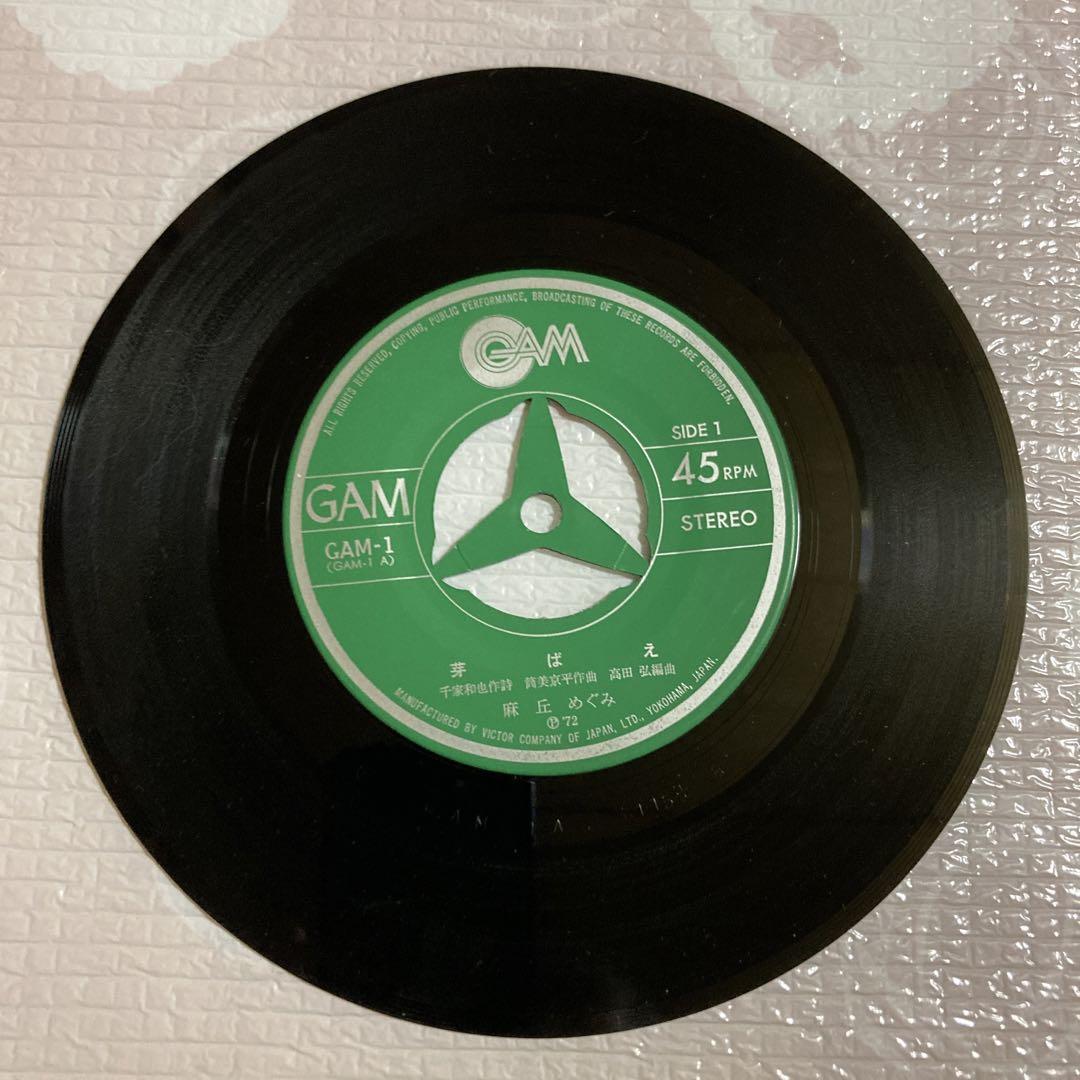 ALL RIGHTS RESERVED, COPYING, PUBLIC PERFORMANCE, BROADCASTING OF THESE RECORDS ARE FORBIDDEN.
GAM
SIDE 1
45 RPM
STEREO
GAM
GAM-1
(GAM-1 A)
芽ばえ
千家和也作詩 筒美京平作曲 高田 弘編曲
麻丘 めぐみ
Ⓟ'72
MANUFACTURED BY VICTOR COMPANY OF JAPAN, LTD., YOKOHAMA, JAPAN.